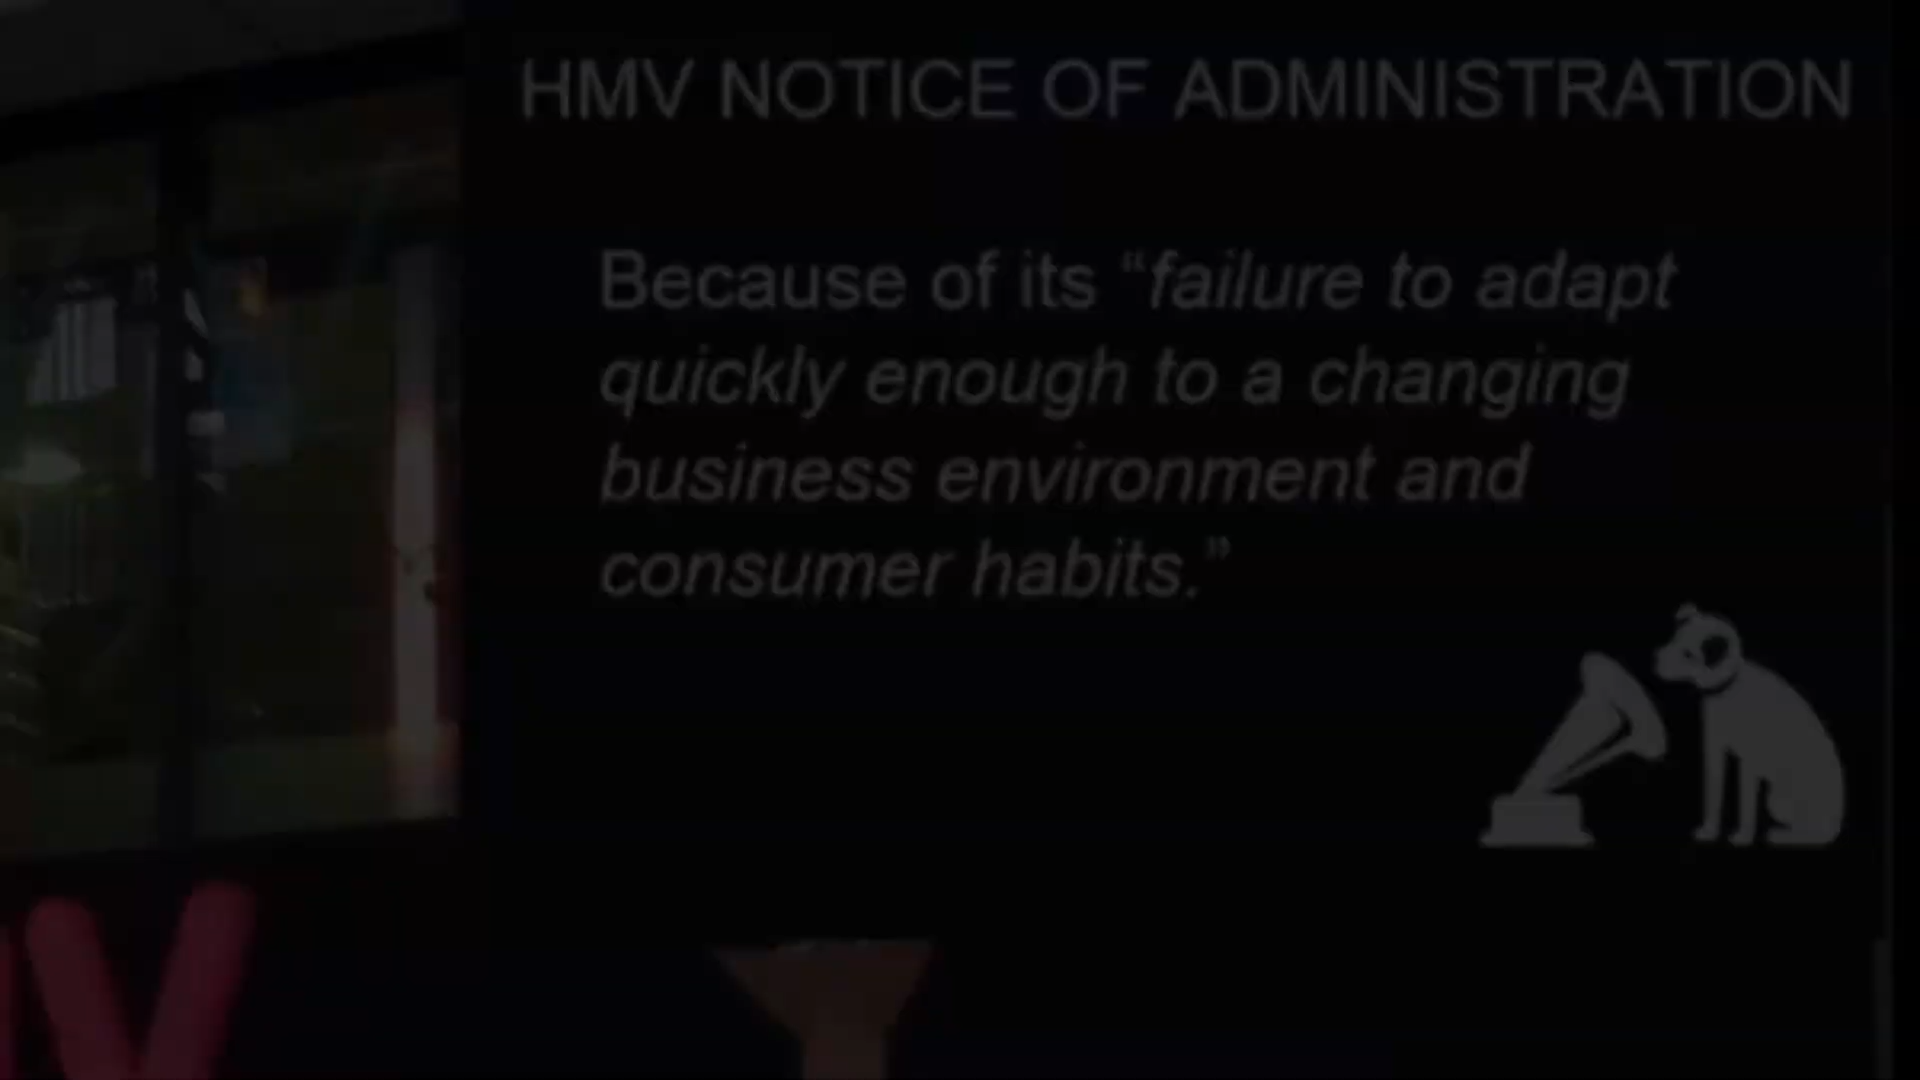 HMV NOTICE OF ADMINISTRATION
Because of its “failure to adapt
quickly enough to a changing
business environment and
consumer habits.”